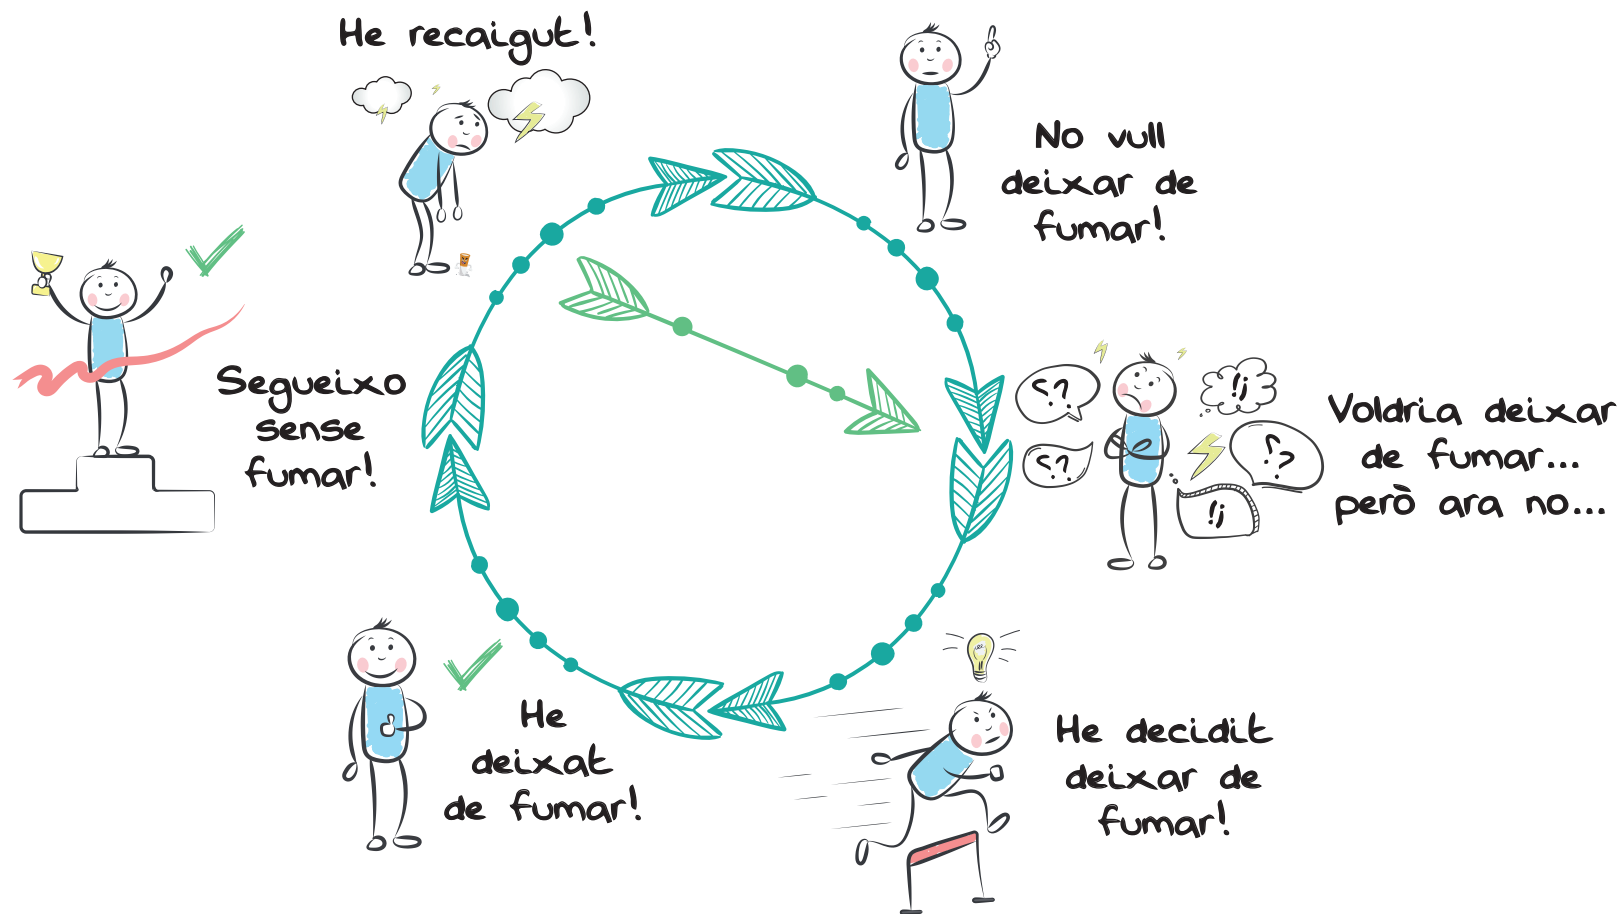 He recaigut!
No vull
deixar de
fumar!
Voldria deixar
de fumar...
però ara no...
He decidit
deixar de
fumar!
He
deixat
de fumar!
Segueixo
sense
fumar!
??
!!
??
??
!!